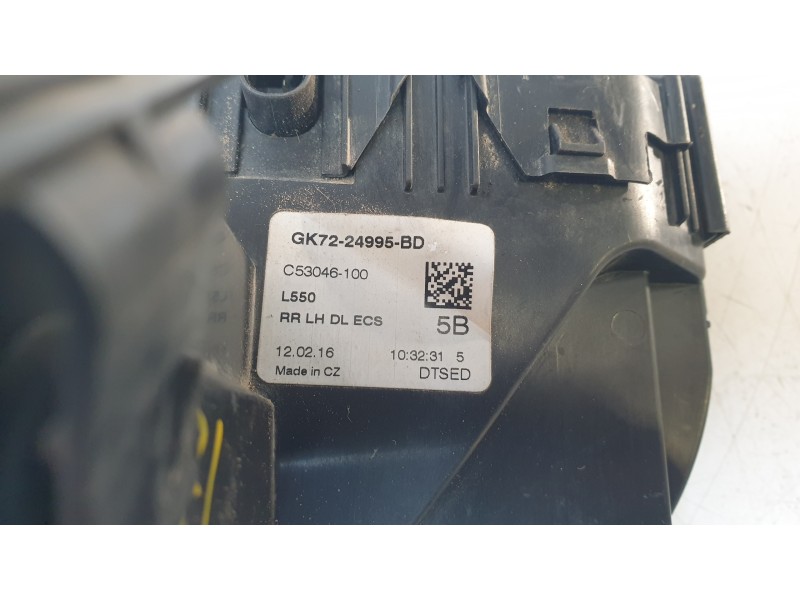 GK72-24995-BD
C53046-100
L550
RR LH DL ECS 5B
12.02.16 10:32:31 5
Made in CZ DTSED